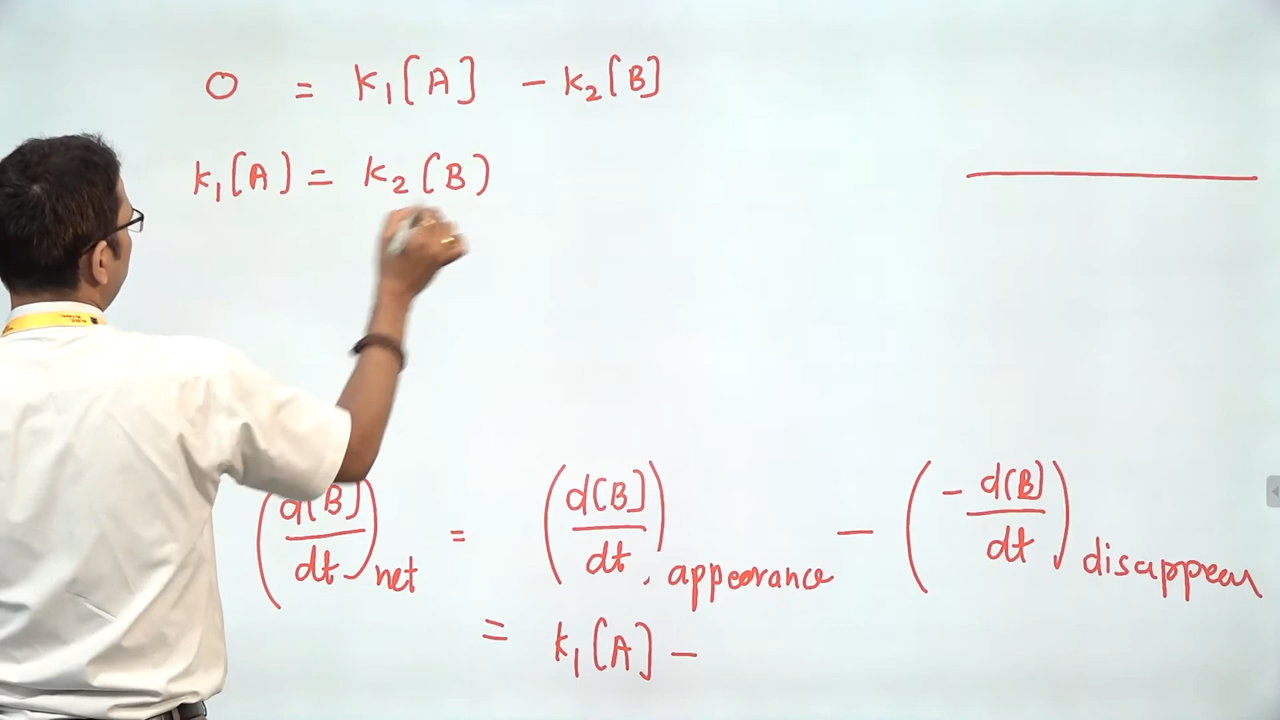 0 = K₁[A] - K₂[B]
K₁[A] = K₂(B)
(d[B]/dt)net = (d[B]/dt) appearance - (- d[B]/dt) disappear
= K₁[A] -